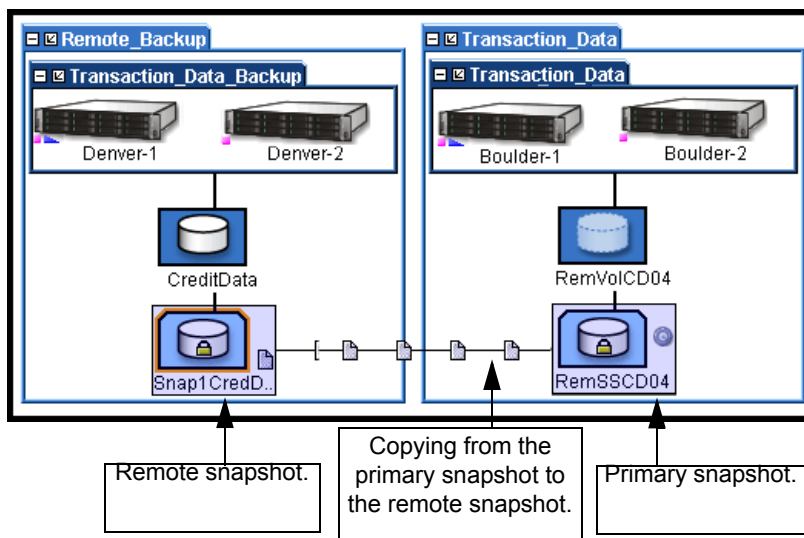 Remote_Backup
Transaction_Data_Backup
Denver-1
Denver-2
CreditData
Snap1CredD..
Transaction_Data
Transaction_Data
Boulder-1
Boulder-2
RemVolCD04
RemSSCD04
Remote snapshot.
Copying from the
primary snapshot to
the remote snapshot.
Primary snapshot.